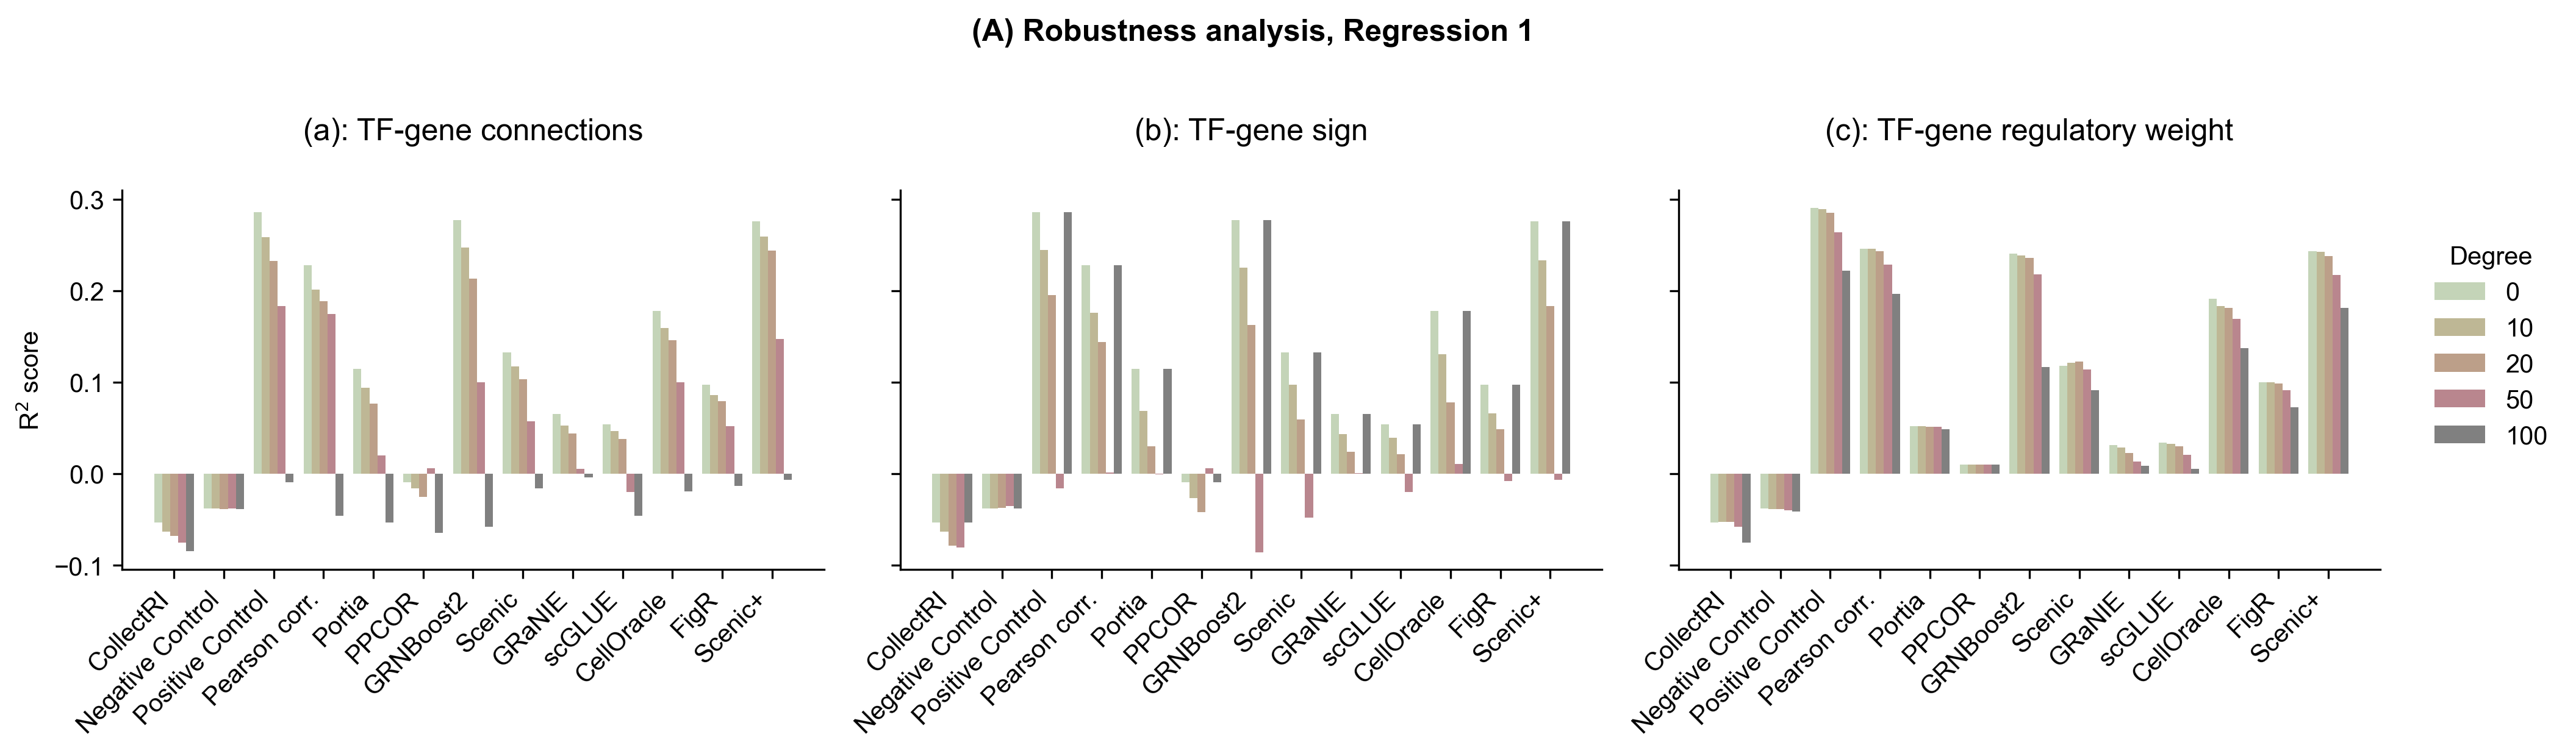 (A) Robustness analysis, Regression 1
(a): TF-gene connections
(b): TF-gene sign
(c): TF-gene regulatory weight
R² score
0.3
0.2
0.1
0.0
−0.1
CollectRI
Negative Control
Positive Control
Pearson corr.
Portia
PPCOR
GRNBoost2
Scenic
GRaNIE
scGLUE
CellOracle
FigR
Scenic+
CollectRI
Negative Control
Positive Control
Pearson corr.
Portia
PPCOR
GRNBoost2
Scenic
GRaNIE
scGLUE
CellOracle
FigR
Scenic+
CollectRI
Negative Control
Positive Control
Pearson corr.
Portia
PPCOR
GRNBoost2
Scenic
GRaNIE
scGLUE
CellOracle
FigR
Scenic+
Degree
0
10
20
50
100